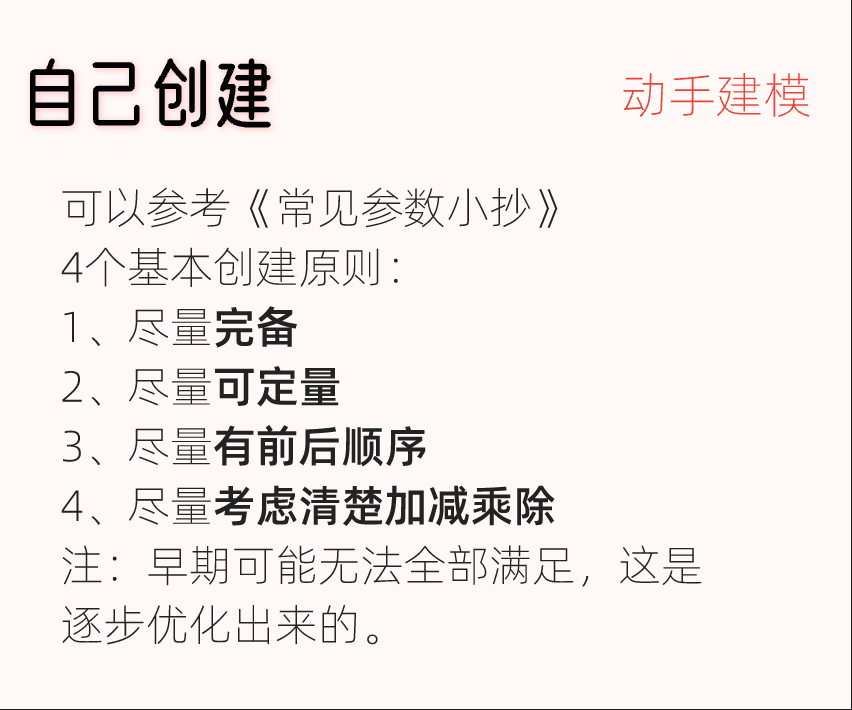 自己创建
动手建模
可以参考《常见参数小抄》
4个基本创建原则：
1、尽量完备
2、尽量可定量
3、尽量有前后顺序
4、尽量考虑清楚加减乘除
注：早期可能无法全部满足，这是
逐步优化出来的。